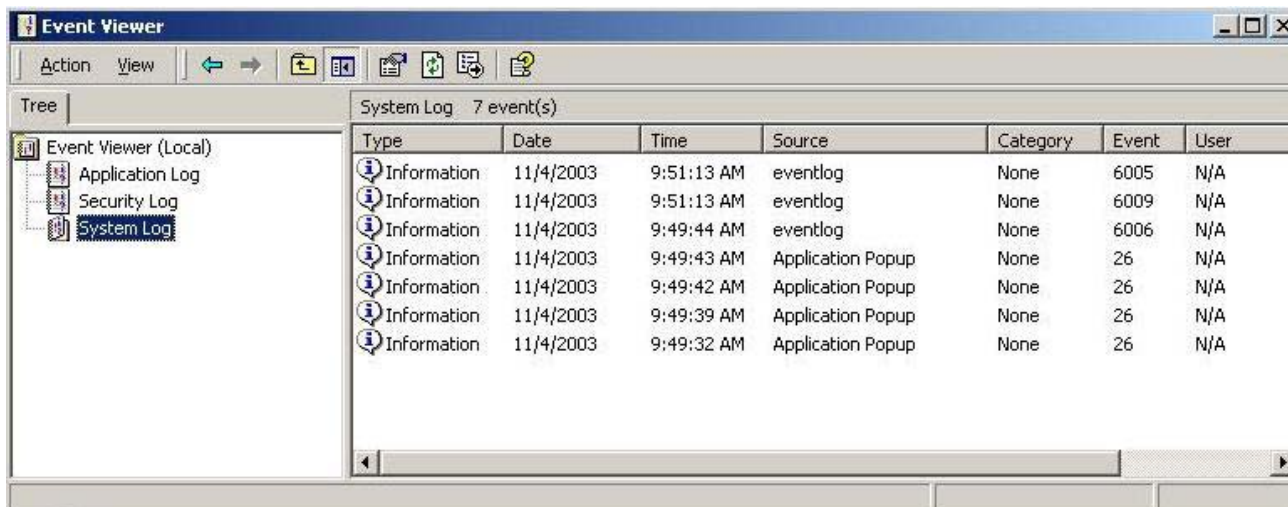 Event Viewer
Action View
Tree
System Log 7 event(s)
Event Viewer (Local)
Application Log
Security Log
System Log
Type Date Time Source Category Event User
Information 11/4/2003 9:51:13 AM eventlog None 6005 N/A
Information 11/4/2003 9:51:13 AM eventlog None 6009 N/A
Information 11/4/2003 9:49:44 AM eventlog None 6006 N/A
Information 11/4/2003 9:49:43 AM Application Popup None 26 N/A
Information 11/4/2003 9:49:42 AM Application Popup None 26 N/A
Information 11/4/2003 9:49:39 AM Application Popup None 26 N/A
Information 11/4/2003 9:49:32 AM Application Popup None 26 N/A